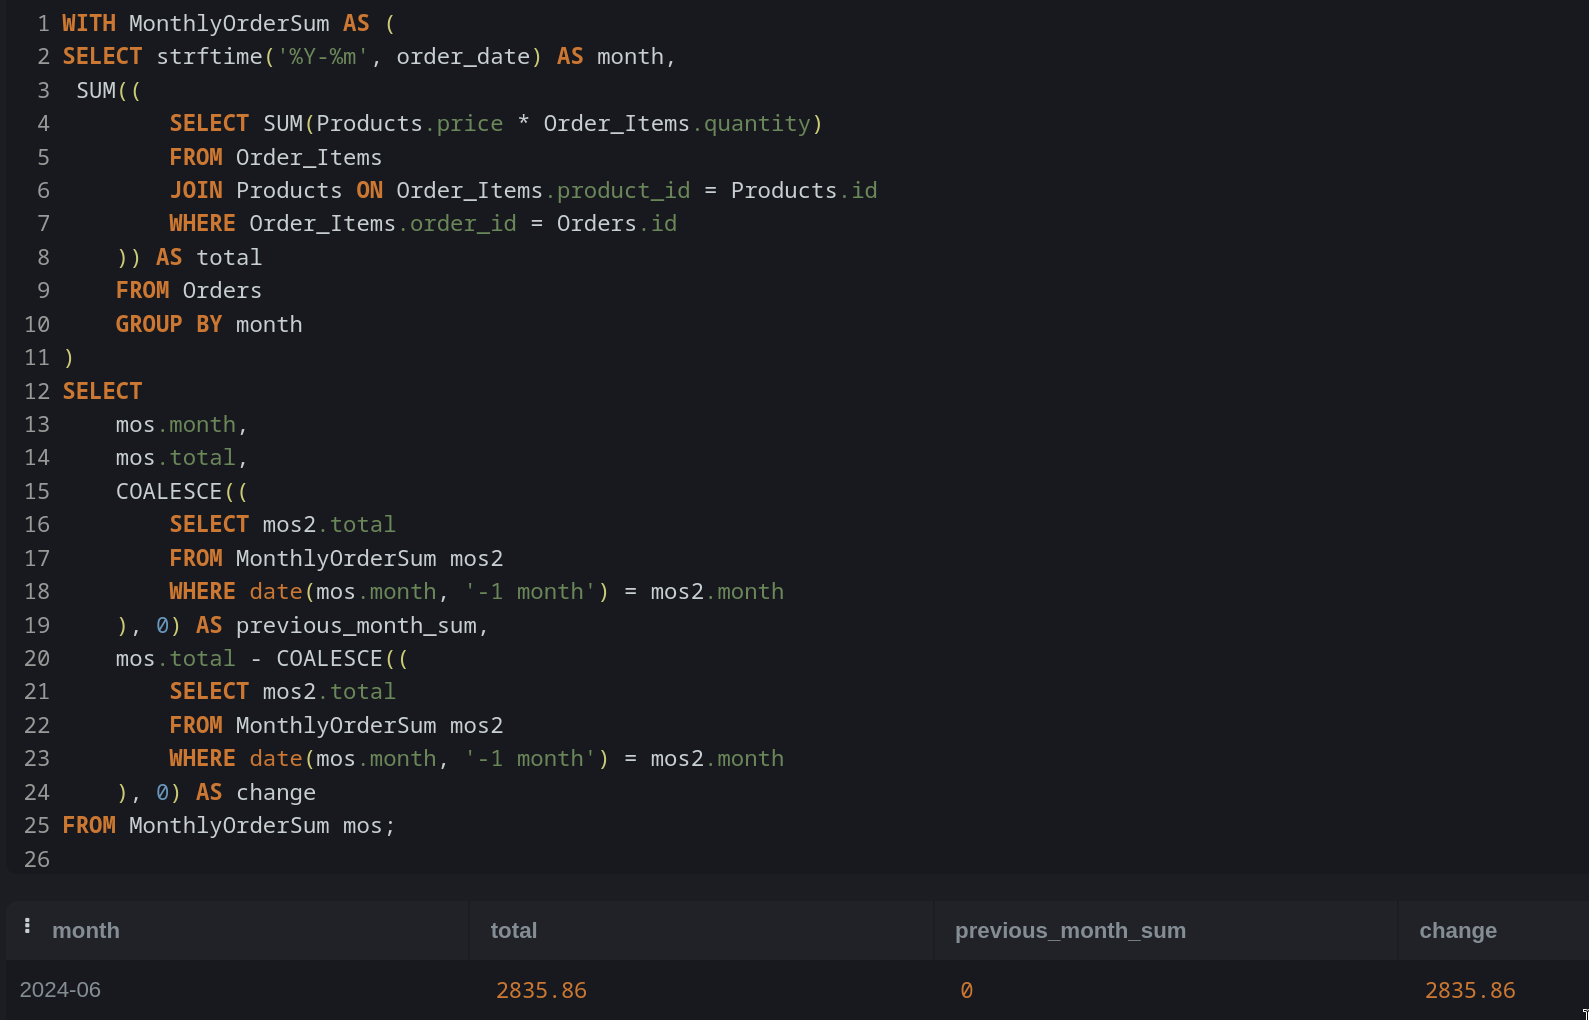 1 WITH MonthlyOrderSum AS (
2 SELECT strftime('%Y-%m', order_date) AS month,
3  SUM((
4         SELECT SUM(Products.price * Order_Items.quantity)
5         FROM Order_Items
6         JOIN Products ON Order_Items.product_id = Products.id
7         WHERE Order_Items.order_id = Orders.id
8     )) AS total
9     FROM Orders
10     GROUP BY month
11 )
12 SELECT
13     mos.month,
14     mos.total,
15     COALESCE((
16         SELECT mos2.total
17         FROM MonthlyOrderSum mos2
18         WHERE date(mos.month, '-1 month') = mos2.month
19     ), 0) AS previous_month_sum,
20     mos.total - COALESCE((
21         SELECT mos2.total
22         FROM MonthlyOrderSum mos2
23         WHERE date(mos.month, '-1 month') = mos2.month
24     ), 0) AS change
25 FROM MonthlyOrderSum mos;
26
month total previous_month_sum change
2024-06 2835.86 0 2835.86